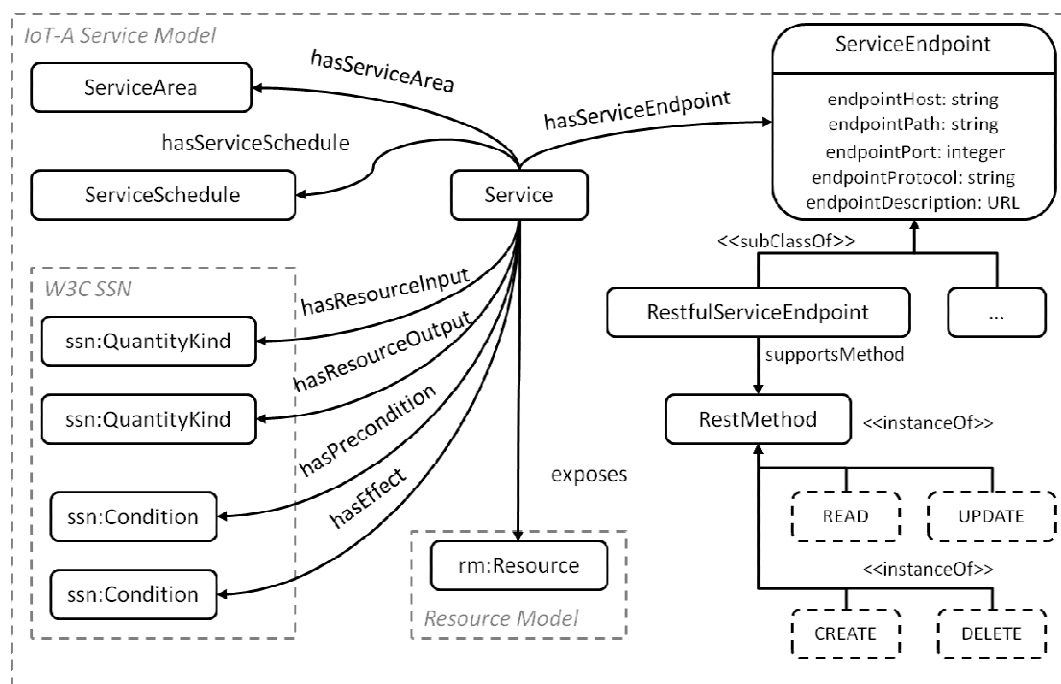 IoT-A Service Model
ServiceArea
hasServiceArea
hasServiceSchedule
ServiceSchedule
Service
hasServiceEndpoint
ServiceEndpoint
endpointHost: string
endpointPath: string
endpointPort: integer
endpointProtocol: string
endpointDescription: URL
<<subClassOf>>
RestfulServiceEndpoint
...
supportsMethod
RestMethod
<<instanceOf>>
READ
UPDATE
<<instanceOf>>
CREATE
DELETE
W3C SSN
hasResourceInput
ssn:QuantityKind
hasResourceOutput
ssn:QuantityKind
hasPrecondition
ssn:Condition
hasEffect
ssn:Condition
exposes
rm:Resource
Resource Model